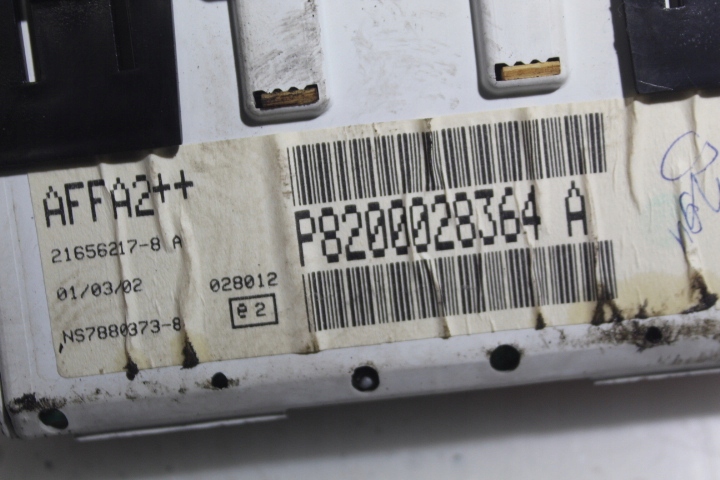 AFFA2++
21656217-8 A
01/03/02
028012
e2
NS7880373-8
P8200028364 A